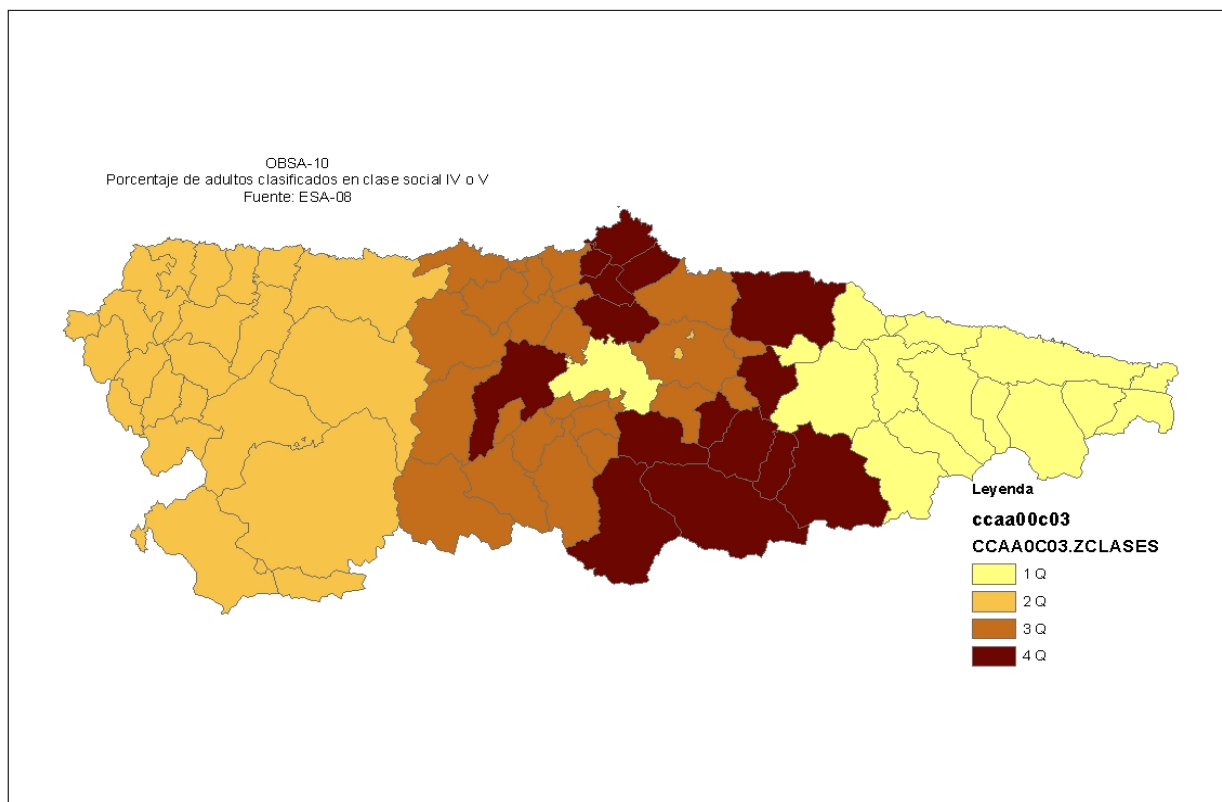 OBSA-10
Porcentaje de adultos clasificados en clase social IV o V
Fuente: ESA-08
Leyenda
ccaa00c03
CCAA0C03.ZCLASES
1 Q
2 Q
3 Q
4 Q